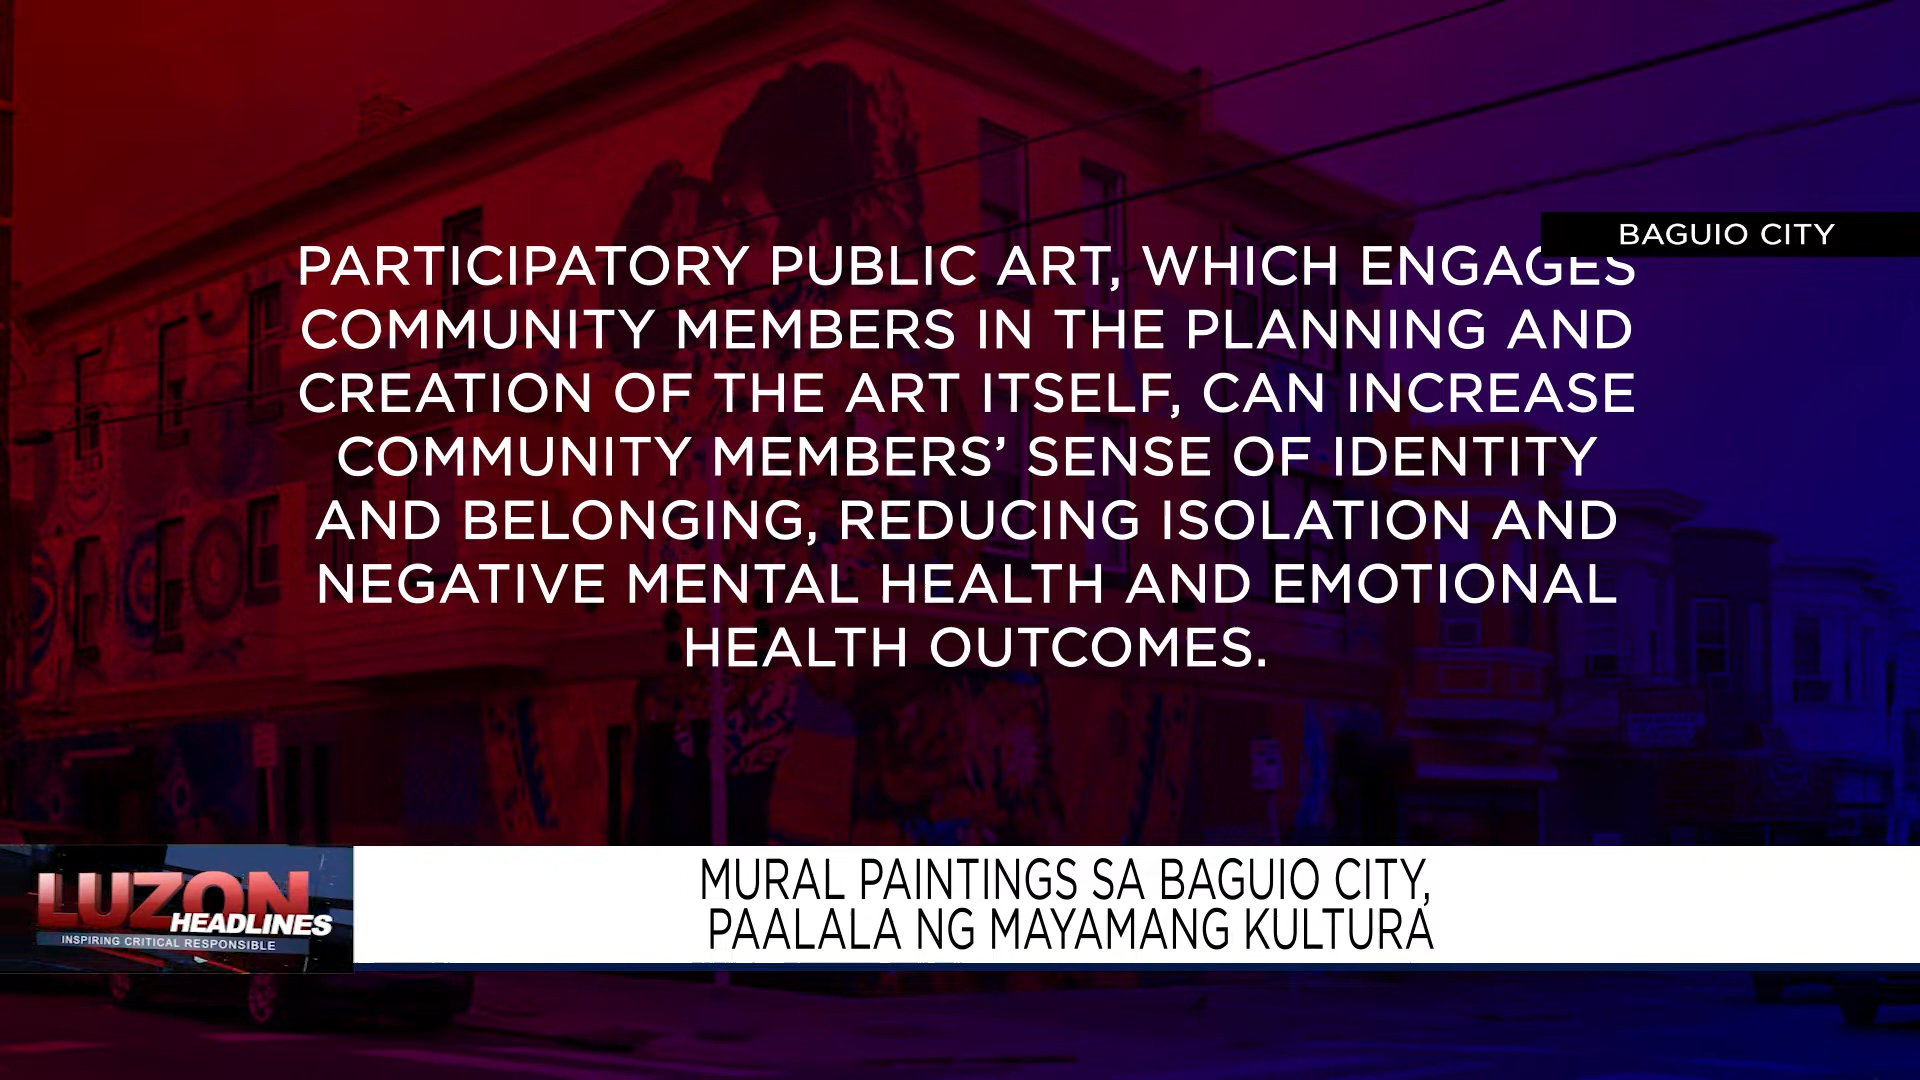 BAGUIO CITY
PARTICIPATORY PUBLIC ART, WHICH ENGAGES
COMMUNITY MEMBERS IN THE PLANNING AND
CREATION OF THE ART ITSELF, CAN INCREASE
COMMUNITY MEMBERS’ SENSE OF IDENTITY
AND BELONGING, REDUCING ISOLATION AND
NEGATIVE MENTAL HEALTH AND EMOTIONAL
HEALTH OUTCOMES.
MURAL PAINTINGS SA BAGUIO CITY,
PAALALA NG MAYAMANG KULTURA
LUZON
HEADLINES
INSPIRING CRITICAL RESPONSIBLE